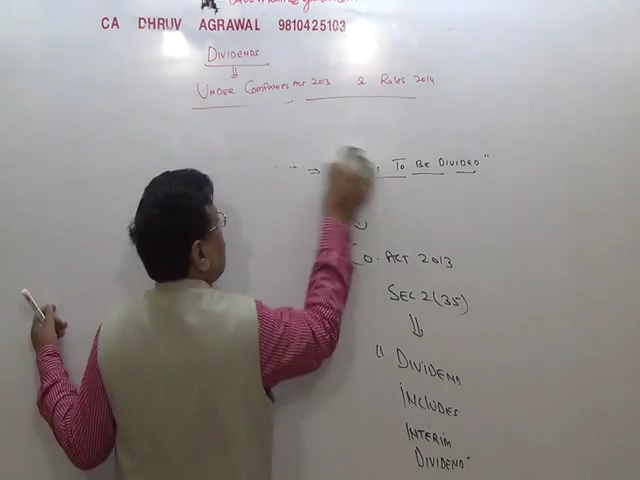 CA DHRUV AGRAWAL 9810425103
DIVIDENDS
UNDER COMPANIES ACT 2013 & RULES 2014
TO BE DIVIDED"
CO. ACT 2013
SEC 2(35)
"DIVIDEND
INCLUDES
INTERIM
DIVIDEND"